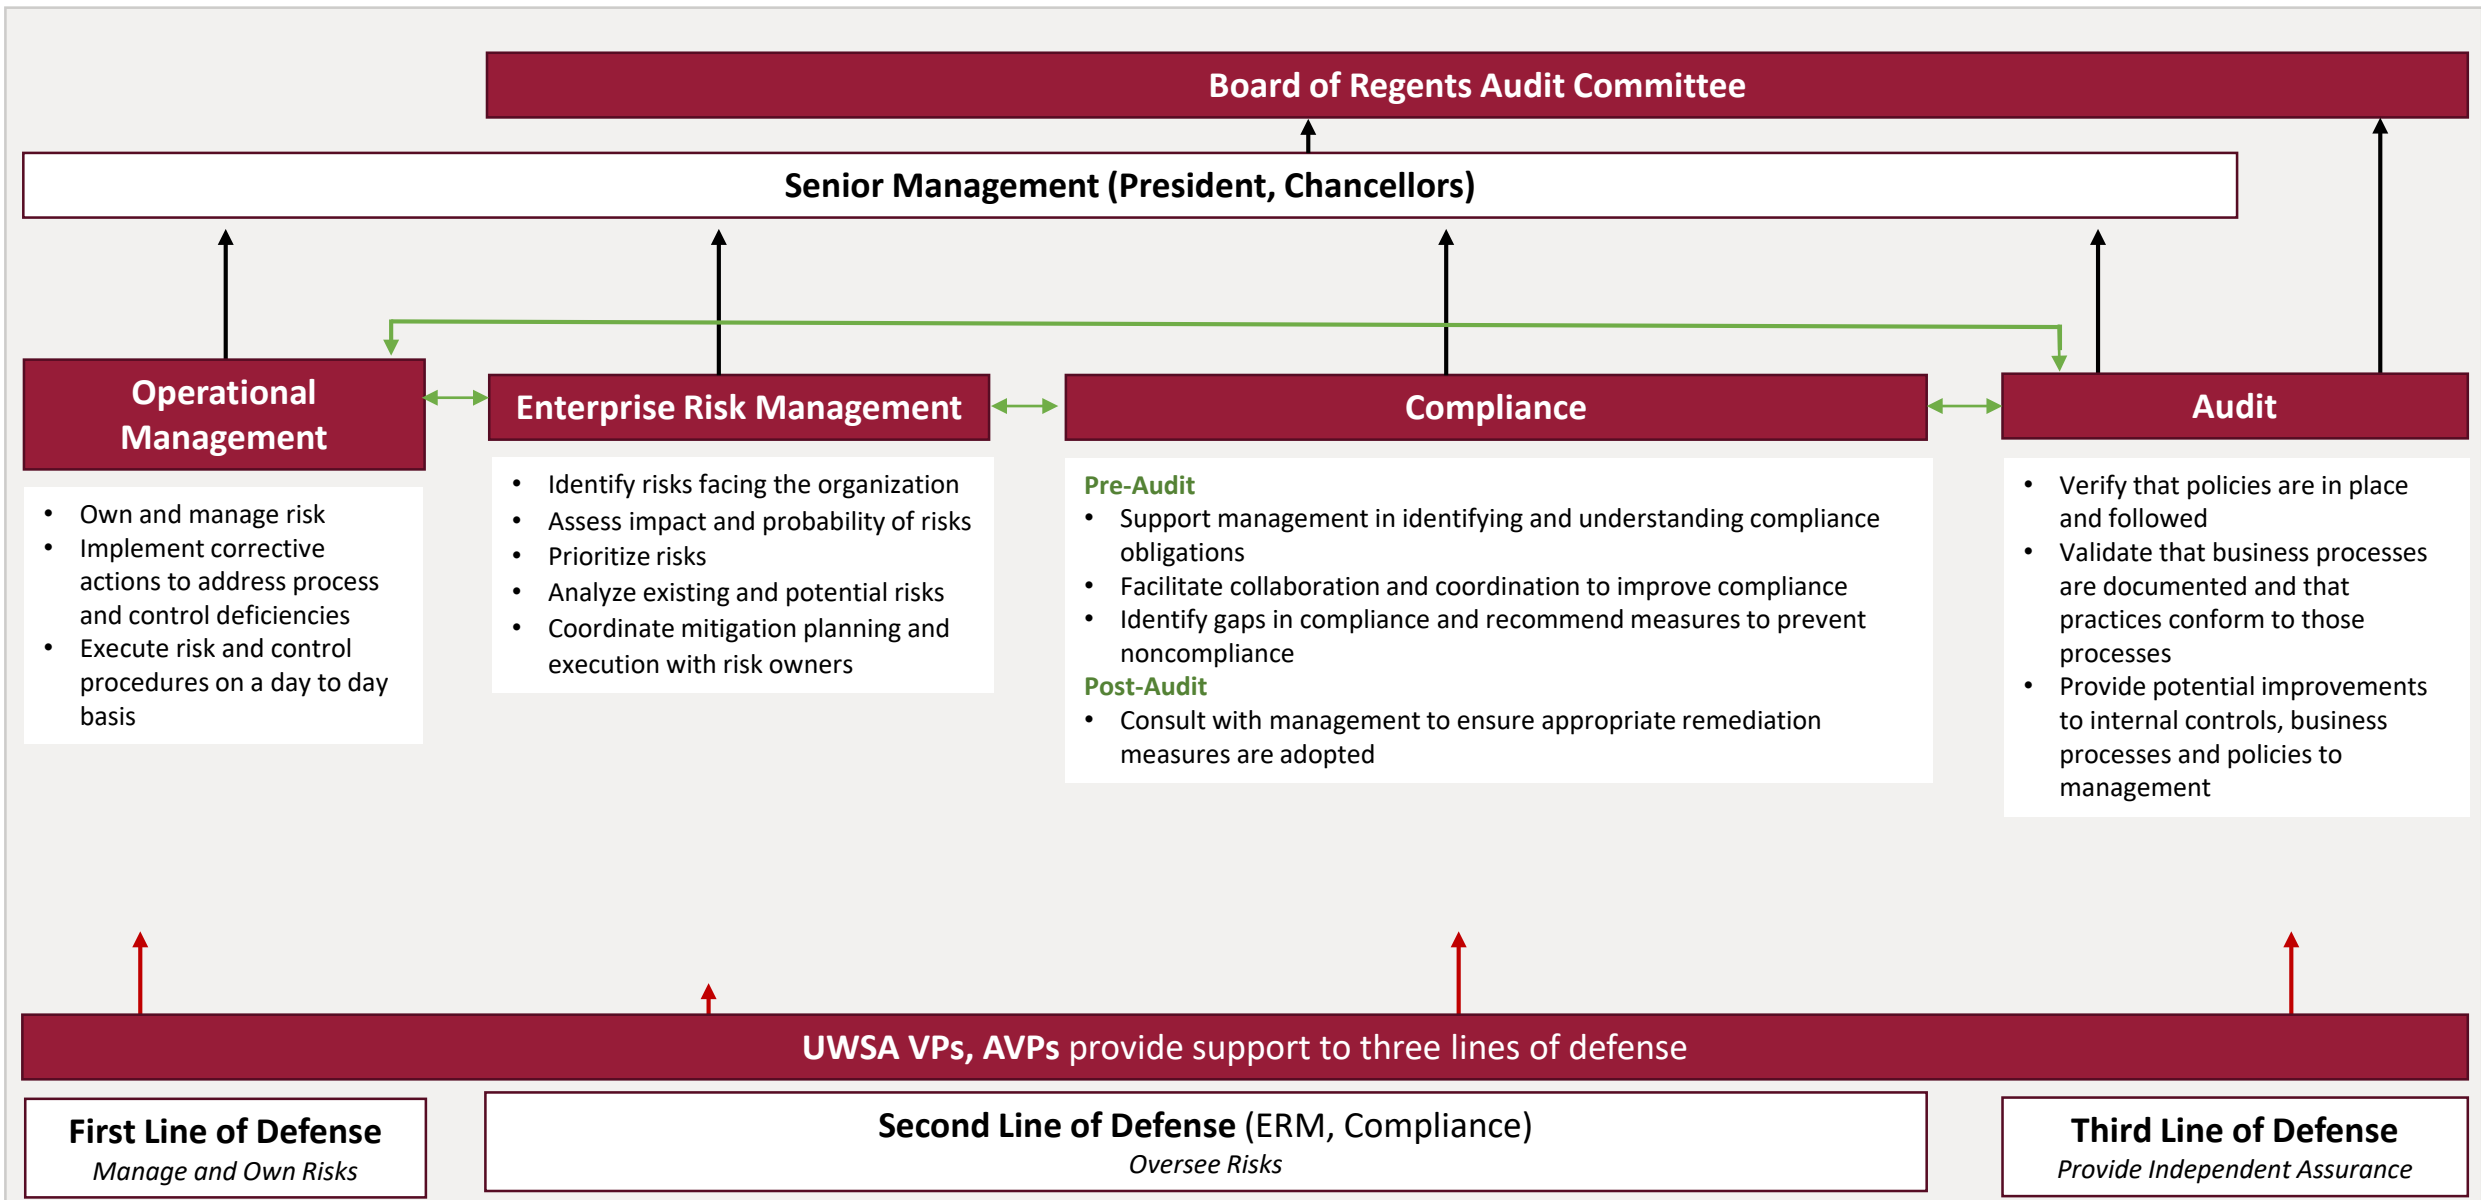 Board of Regents Audit Committee
Senior Management (President, Chancellors)
Operational
Management
• Own and manage risk
• Implement corrective
actions to address process
and control deficiencies
• Execute risk and control
procedures on a day to day
basis
Enterprise Risk Management
• Identify risks facing the organization
• Assess impact and probability of risks
• Prioritize risks
• Analyze existing and potential risks
• Coordinate mitigation planning and
execution with risk owners
Compliance
Pre-Audit
• Support management in identifying and understanding compliance
obligations
• Facilitate collaboration and coordination to improve compliance
• Identify gaps in compliance and recommend measures to prevent
noncompliance
Post-Audit
• Consult with management to ensure appropriate remediation
measures are adopted
Audit
• Verify that policies are in place
and followed
• Validate that business processes
are documented and that
practices conform to those
processes
• Provide potential improvements
to internal controls, business
processes and policies to
management
UWSA VPs, AVPs provide support to three lines of defense
First Line of Defense
Manage and Own Risks
Second Line of Defense (ERM, Compliance)
Oversee Risks
Third Line of Defense
Provide Independent Assurance